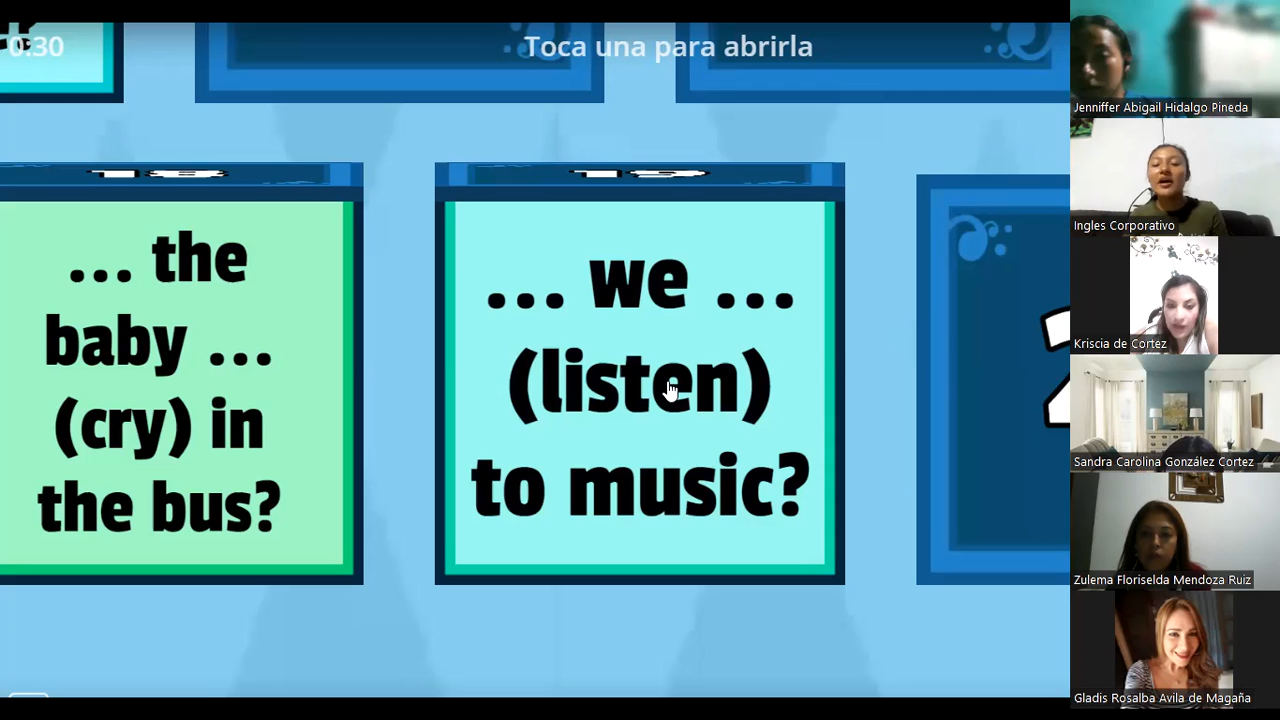 0:30
Toca una para abrirla
18
19
... the
baby ...
(cry) in
the bus?
... we ...
(listen)
to music?
Jenniffer Abigail Hidalgo Pineda
Ingles Corporativo
Kriscia de Cortez
Sandra Carolina González Cortez
Zulema Floriselda Mendoza Ruiz
Gladis Rosalba Avila de Magaña